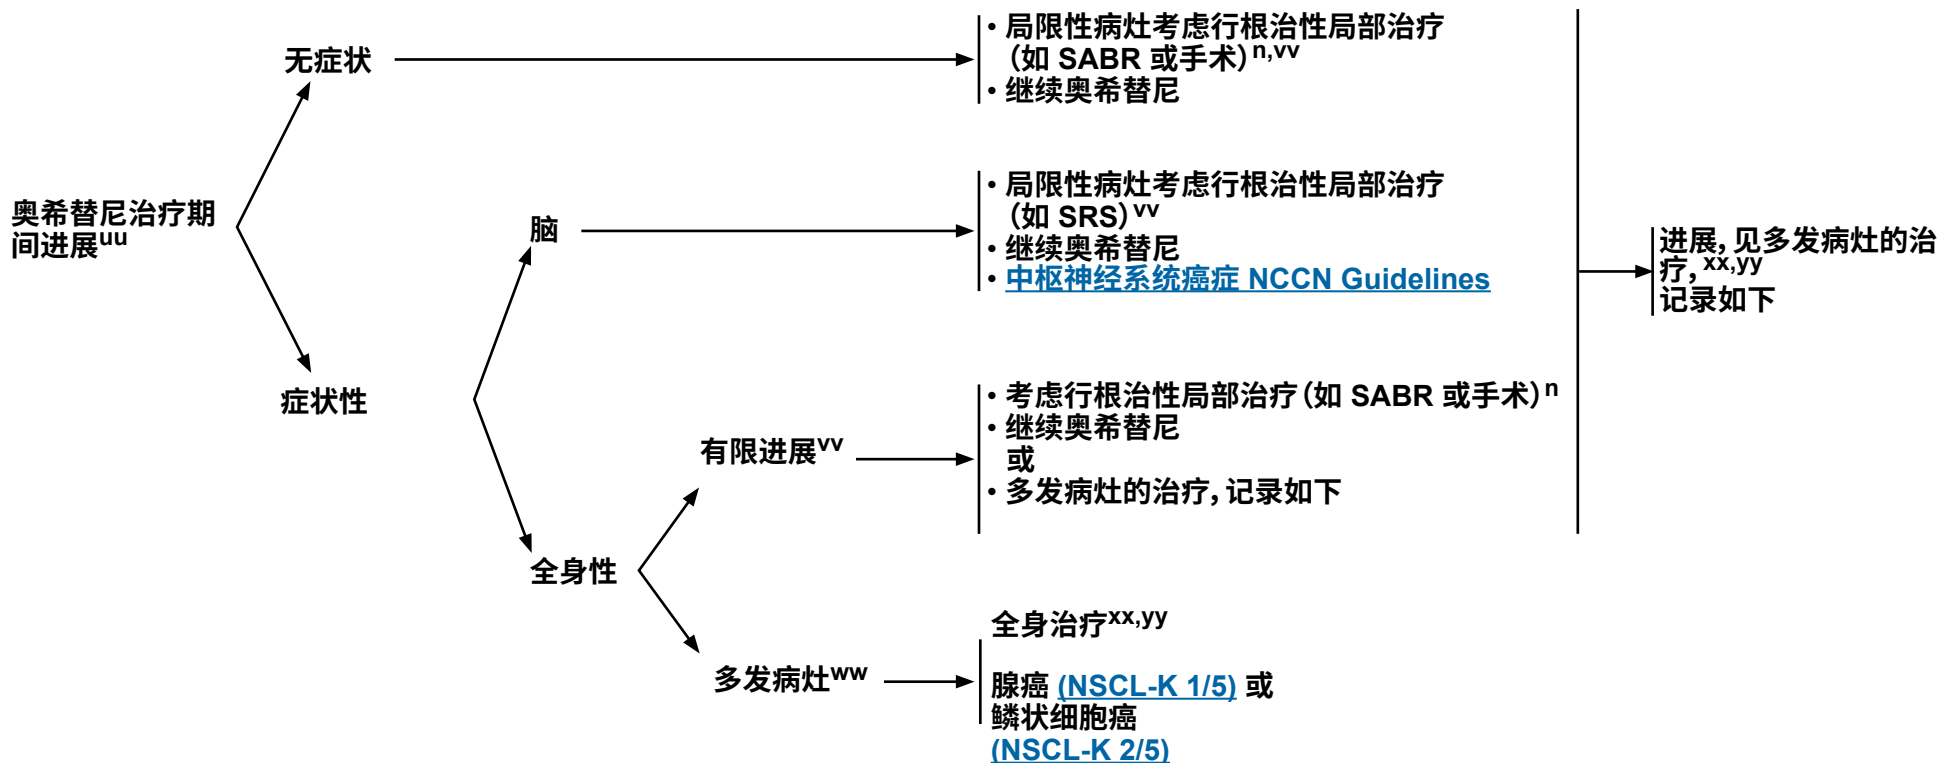 奥希替尼治疗期
间进展uu
无症状
• 局限性病灶考虑行根治性局部治疗
（如 SABR 或手术）n,vv
• 继续奥希替尼
症状性
脑
• 局限性病灶考虑行根治性局部治疗
（如 SRS）vv
• 继续奥希替尼
• 中枢神经系统癌症 NCCN Guidelines
全身性
有限进展vv
• 考虑行根治性局部治疗（如 SABR 或手术）n
• 继续奥希替尼
或
• 多发病灶的治疗，记录如下
多发病灶ww
全身治疗xx,yy
腺癌 (NSCL-K 1/5) 或
鳞状细胞癌
(NSCL-K 2/5)
进展，见多发病灶的治
疗，xx,yy
记录如下